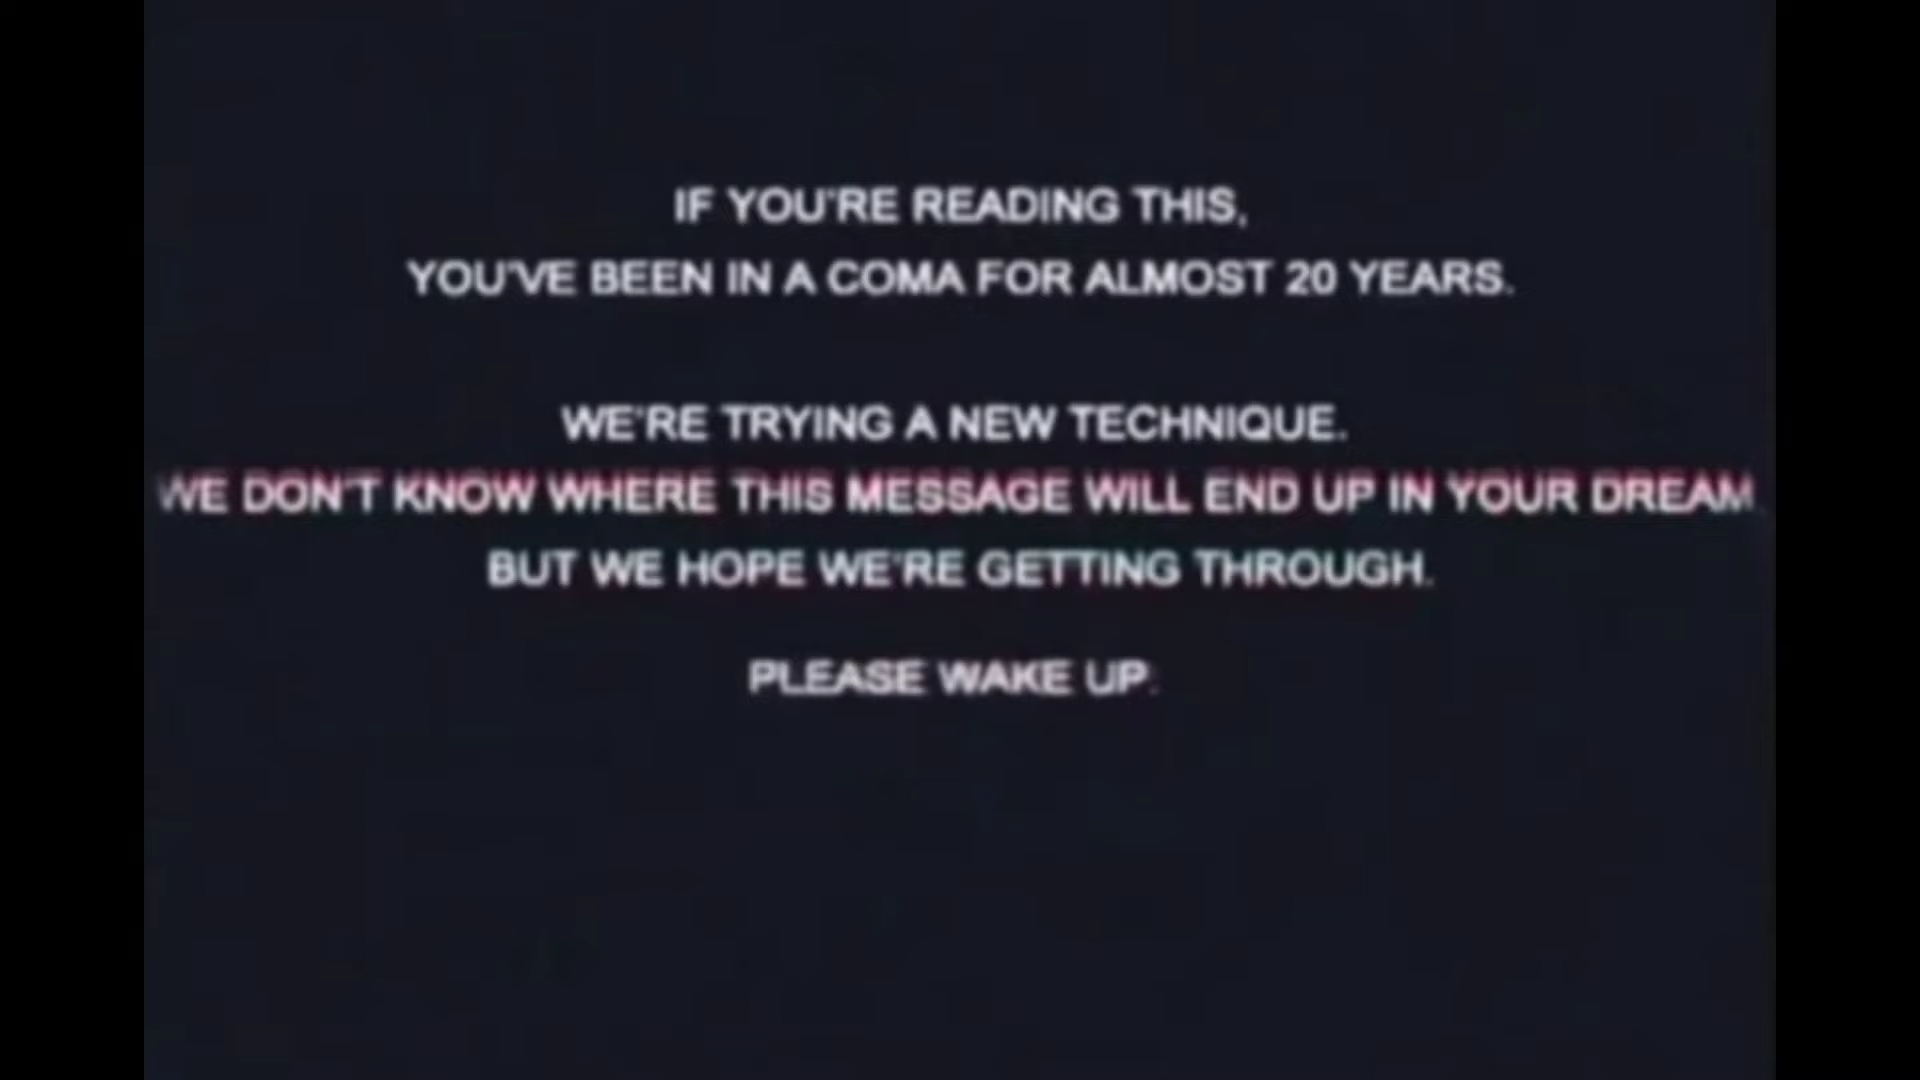 IF YOU'RE READING THIS,
YOU'VE BEEN IN A COMA FOR ALMOST 20 YEARS.
WE'RE TRYING A NEW TECHNIQUE.
WE DON'T KNOW WHERE THIS MESSAGE WILL END UP IN YOUR DREAM,
BUT WE HOPE WE'RE GETTING THROUGH.
PLEASE WAKE UP.